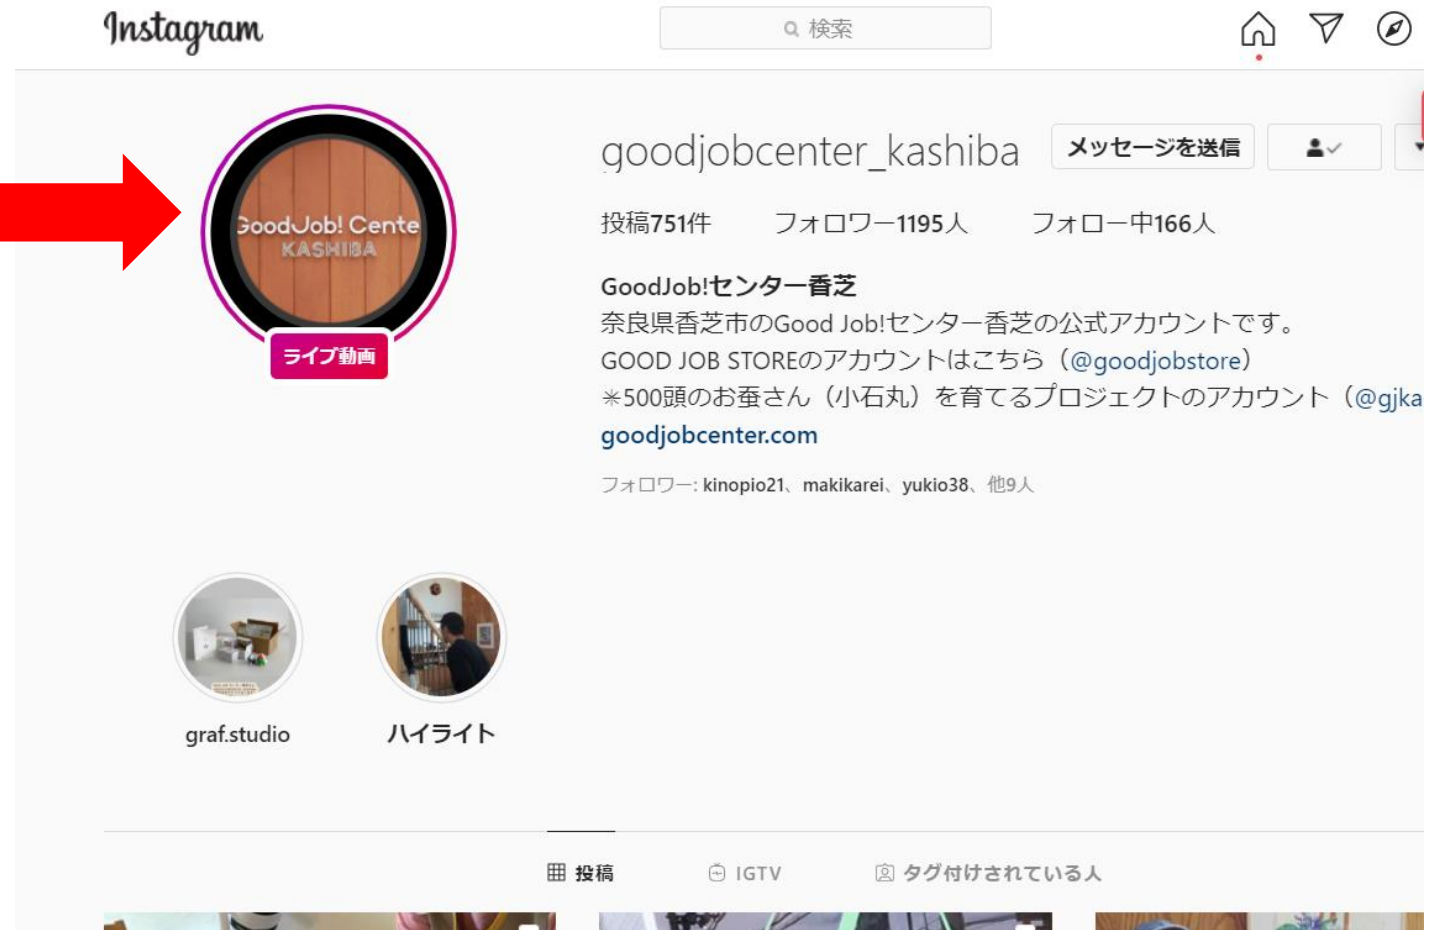 Instagram
検索
goodjobcenter_kashiba
メッセージを送信
GoodJob! Cente
KASHIBA
ライブ動画
投稿751件 フォロワー1195人 フォロー中166人
GoodJob!センター香芝
奈良県香芝市のGood Job!センター香芝の公式アカウントです。
GOOD JOB STOREのアカウントはこちら（@goodjobstore）
✳︎500頭のお蚕さん（小石丸）を育てるプロジェクトのアカウント（@gjka
goodjobcenter.com
フォロワー: kinopio21、makikarei、yukio38、他9人
graf.studio
ハイライト
投稿
IGTV
タグ付けされている人